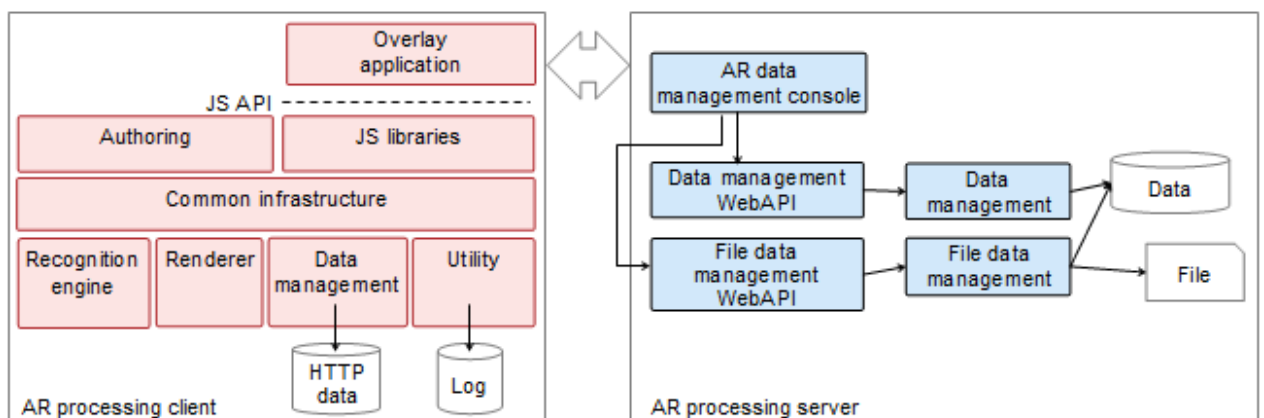 Overlay
application
JS API
Authoring
JS libraries
Common infrastructure
Recognition
engine
Renderer
Data
management
Utility
HTTP
data
Log
AR processing client
AR data
management console
Data management
WebAPI
Data
management
Data
File data
management
WebAPI
File data
management
File
AR processing server